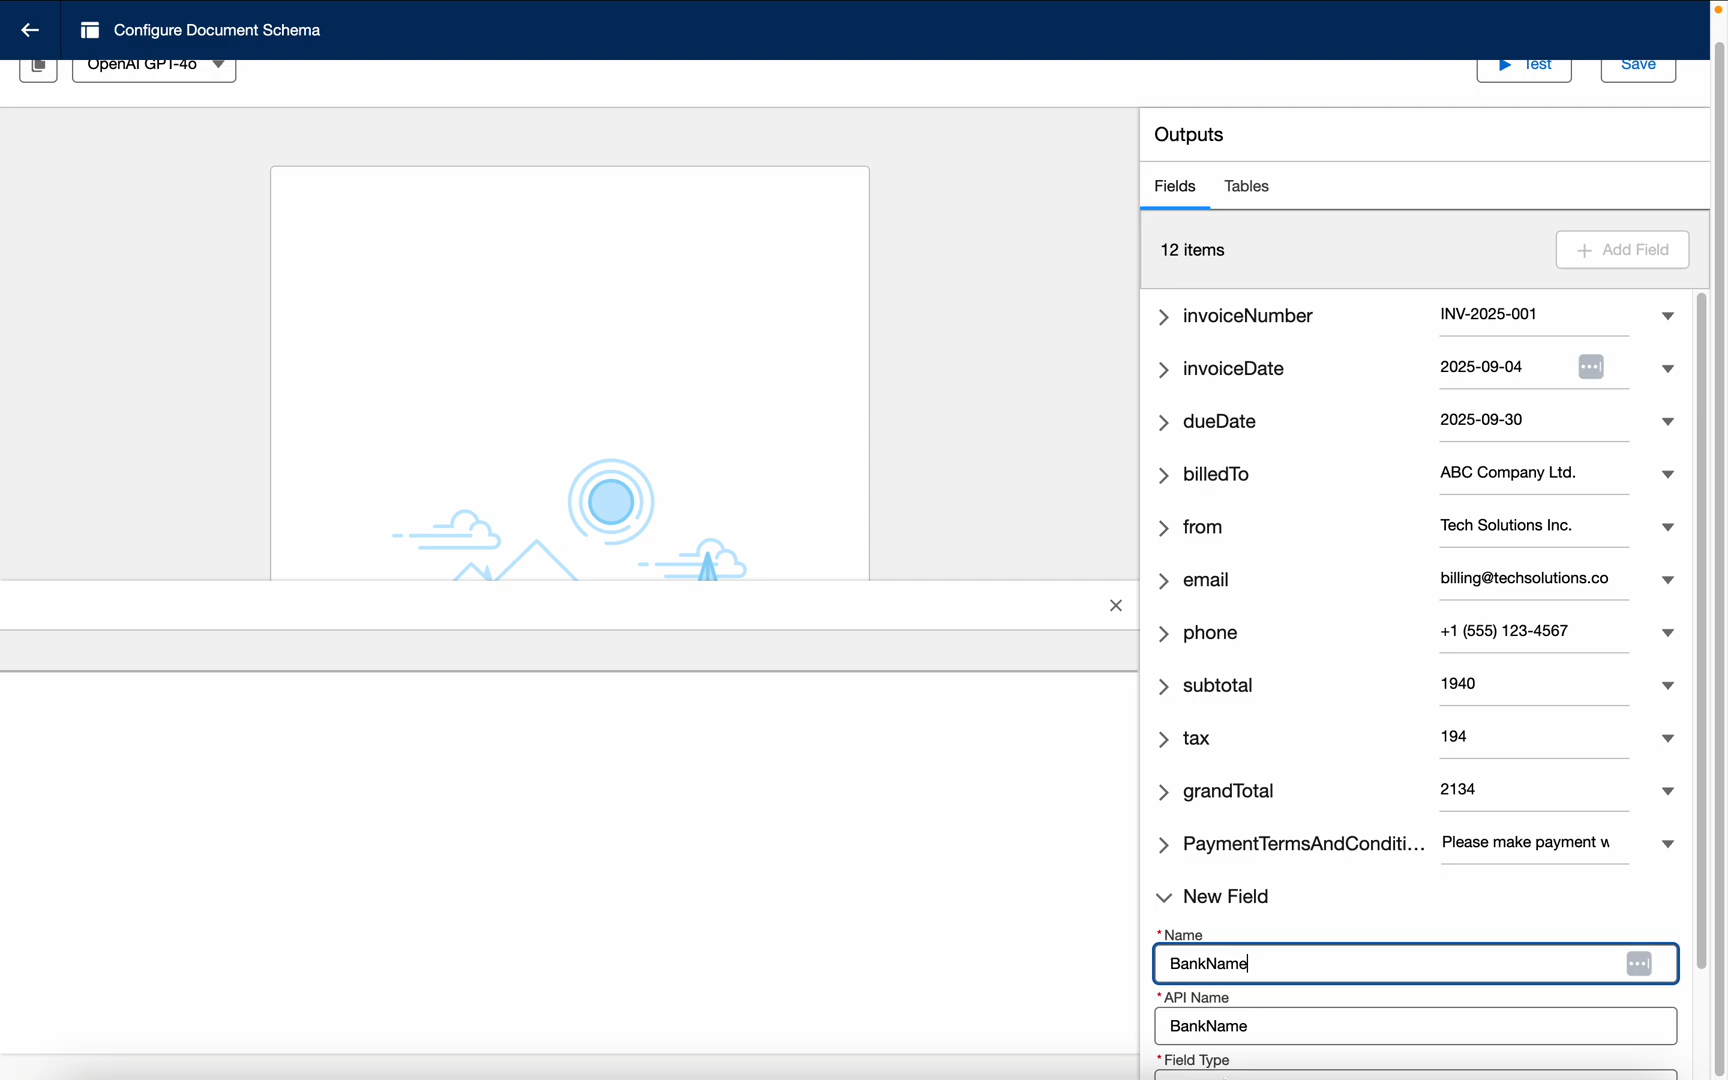 Configure Document Schema
OpenAI GPT-4o
Test
Save
Outputs
Fields
Tables
12 items
Add Field
invoiceNumber
INV-2025-001
invoiceDate
2025-09-04
dueDate
2025-09-30
billedTo
ABC Company Ltd.
from
Tech Solutions Inc.
email
billing@techsolutions.co
phone
+1 (555) 123-4567
subtotal
1940
tax
194
grandTotal
2134
PaymentTermsAndConditi...
Please make payment w
New Field
*Name
BankName
*API Name
BankName
*Field Type